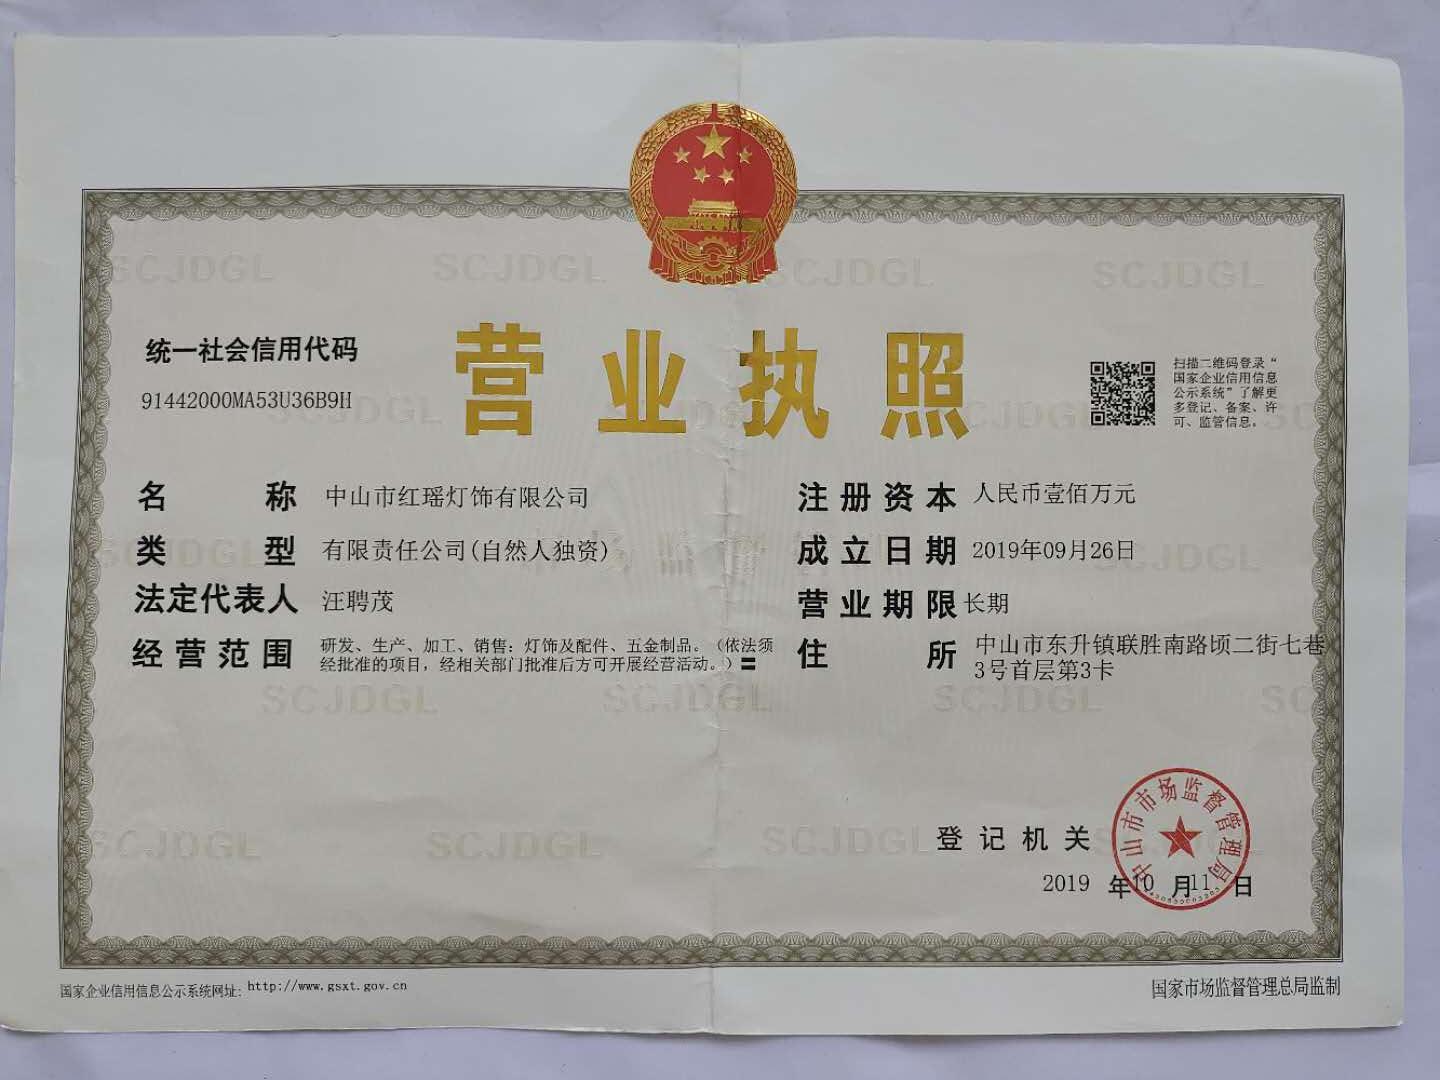 统一社会信用代码
91442000MA53U36B9H
营业执照
扫描二维码登录“
国家企业信用信息
公示系统”了解更
多登记、备案、许
可、监管信息。
名称 中山市红瑶灯饰有限公司
类型 有限责任公司(自然人独资)
法定代表人 汪聘茂
经营范围 研发、生产、加工、销售：灯饰及配件、五金制品。（依法须
经批准的项目，经相关部门批准后方可开展经营活动。）〓
注册资本 人民币壹佰万元
成立日期 2019年09月26日
营业期限 长期
住所 中山市东升镇联胜南路顷二街七巷
3号首层第3卡
登记机关
中山市市场监督管理局
2019 年10 月11 日
国家企业信用信息公示系统网址：http://www.gsxt.gov.cn
国家市场监督管理总局监制
SCJDGL